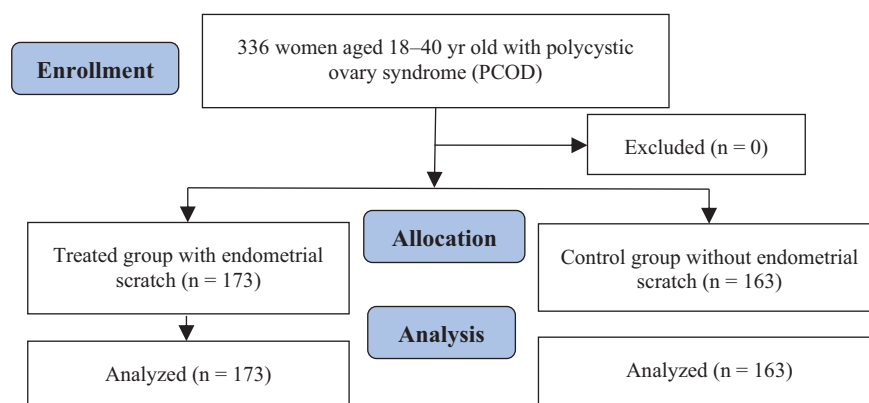 336 women aged 18–40 yr old with polycystic
ovary syndrome (PCOD)
Enrollment
Excluded (n = 0)
Allocation
Treated group with endometrial
scratch (n = 173)
Control group without endometrial
scratch (n = 163)
Analysis
Analyzed (n = 173)
Analyzed (n = 163)